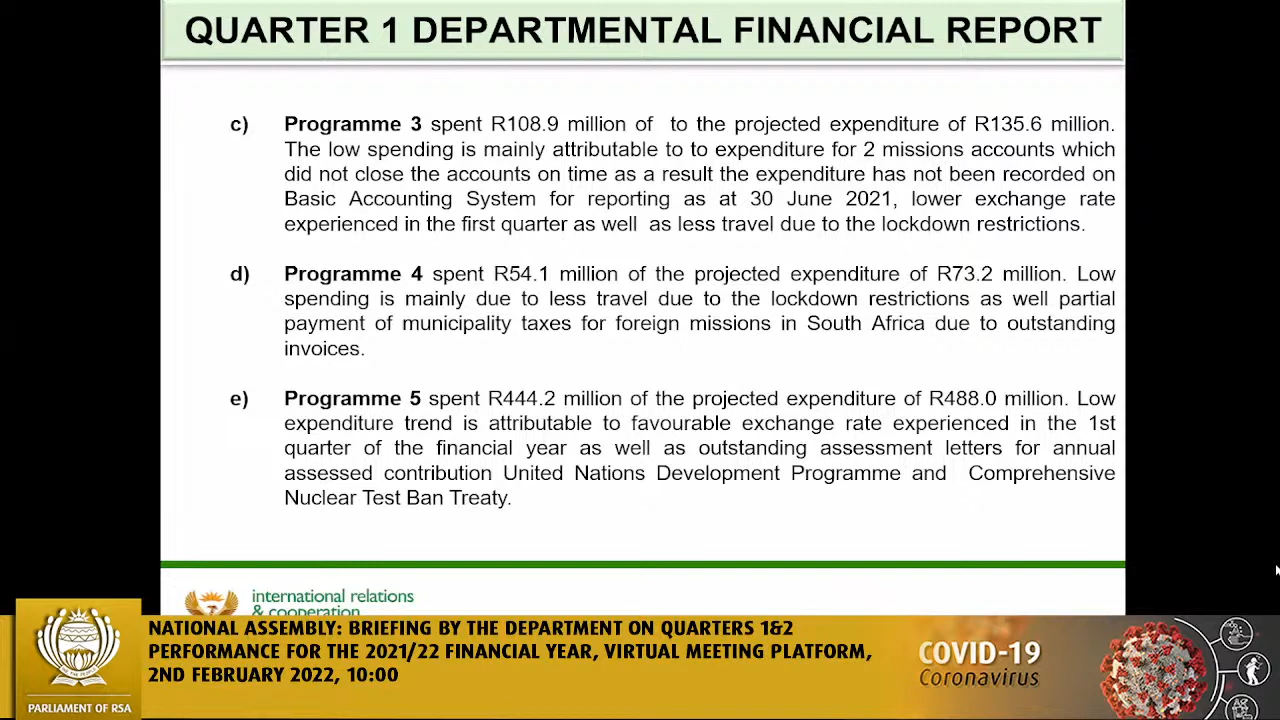 QUARTER 1 DEPARTMENTAL FINANCIAL REPORT
c) Programme 3 spent R108.9 million of to the projected expenditure of R135.6 million.
The low spending is mainly attributable to to expenditure for 2 missions accounts which
did not close the accounts on time as a result the expenditure has not been recorded on
Basic Accounting System for reporting as at 30 June 2021, lower exchange rate
experienced in the first quarter as well as less travel due to the lockdown restrictions.
d) Programme 4 spent R54.1 million of the projected expenditure of R73.2 million. Low
spending is mainly due to less travel due to the lockdown restrictions as well partial
payment of municipality taxes for foreign missions in South Africa due to outstanding
invoices.
e) Programme 5 spent R444.2 million of the projected expenditure of R488.0 million. Low
expenditure trend is attributable to favourable exchange rate experienced in the 1st
quarter of the financial year as well as outstanding assessment letters for annual
assessed contribution United Nations Development Programme and Comprehensive
Nuclear Test Ban Treaty.
international relations
& cooperation
NATIONAL ASSEMBLY: BRIEFING BY THE DEPARTMENT ON QUARTERS 1&2
PERFORMANCE FOR THE 2021/22 FINANCIAL YEAR, VIRTUAL MEETING PLATFORM,
2ND FEBRUARY 2022, 10:00
PARLIAMENT OF RSA
COVID-19
Coronavirus